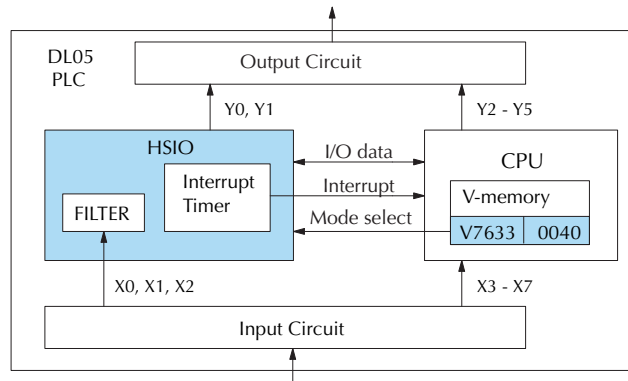 DL05
PLC
Output Circuit
Y0, Y1
Y2 - Y5
HSIO
I/O data
CPU
Interrupt
Timer
Interrupt
V-memory
FILTER
Mode select
V7633 0040
X0, X1, X2
X3 - X7
Input Circuit